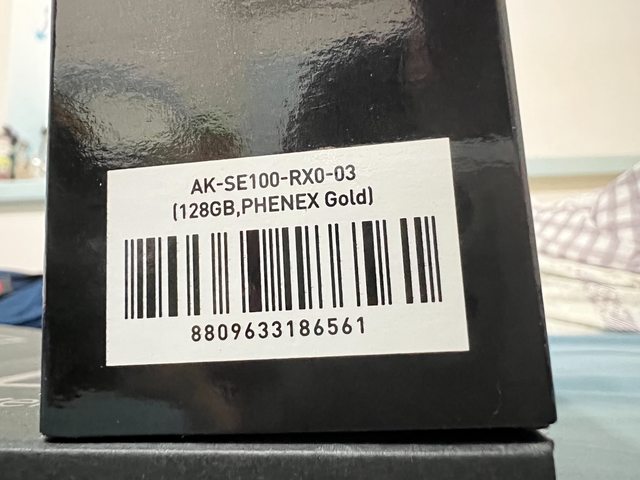 AK-SE100-RX0-03
(128GB,PHENEX Gold)
8809633186561